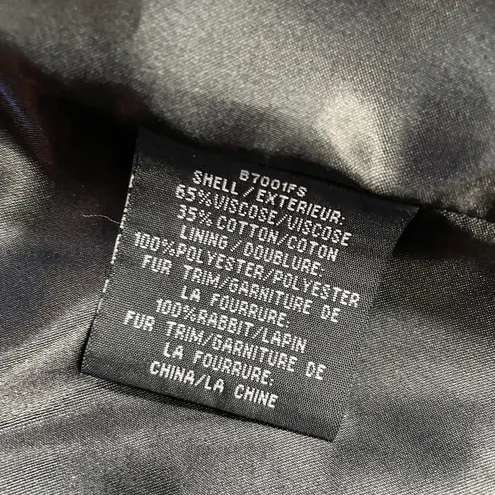 B7001FS
SHELL/EXTERIEUR:
65%VISCOSE/VISCOSE
35%COTTON/COTON
LINING/DOUBLURE:
100%POLYESTER/POLYESTER
FUR TRIM/GARNITURE DE
LA FOURRURE:
100%RABBIT/LAPIN
FUR TRIM/GARNITURE DE
LA FOURRURE:
CHINA/LA CHINE